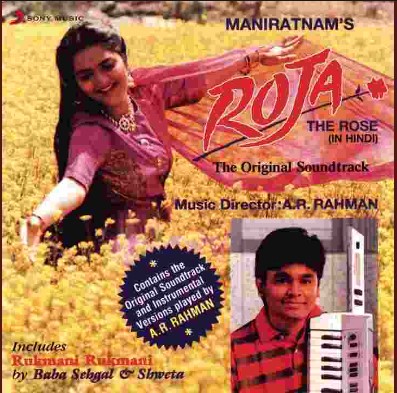 SONY MUSIC
MANIRATNAM'S
ROJA
THE ROSE
(IN HINDI)
The Original Soundtrack
Music Director:A.R. RAHMAN
Contains the
Original Soundtrack
and Instrumental
Versions played by
A.R. RAHMAN
Includes
Rukmani Rukmani
by Baba Sehgal & Shweta